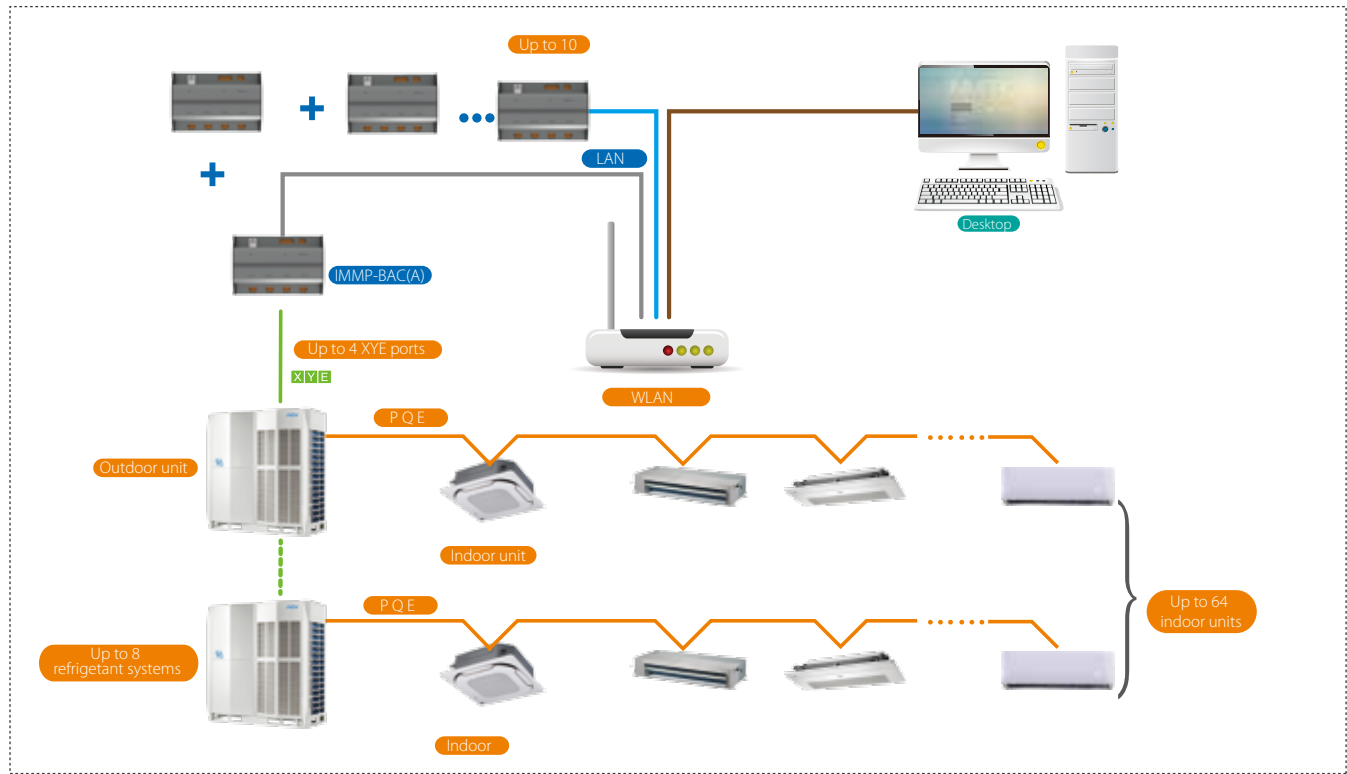 Up to 10
LAN
Desktop
IMMP-BAC(A)
Up to 4 XYE ports
X Y E
WLAN
P Q E
Outdoor unit
Indoor unit
P Q E
Up to 64
indoor units
Up to 8
refrigetant systems
Indoor